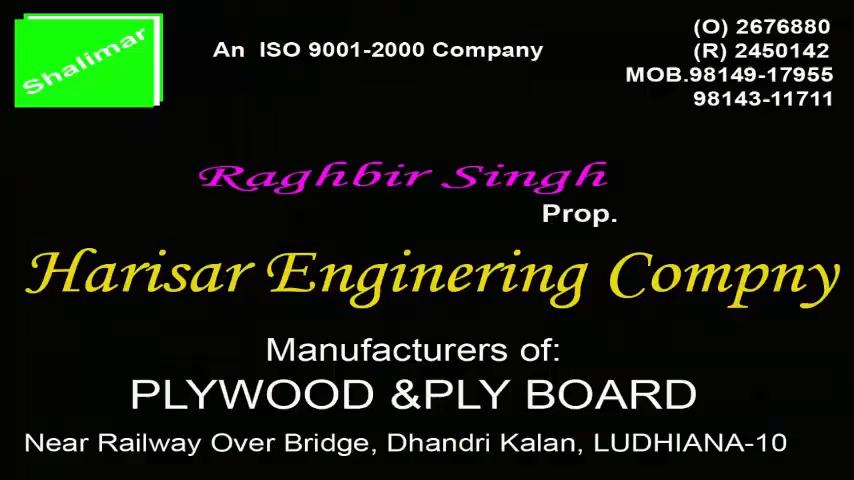 Shalimar
An ISO 9001-2000 Company
(O) 2676880
(R) 2450142
MOB.98149-17955
98143-11711
Raghbir Singh
Prop.
Harisar Enginering Compny
Manufacturers of:
PLYWOOD &PLY BOARD
Near Railway Over Bridge, Dhandri Kalan, LUDHIANA-10